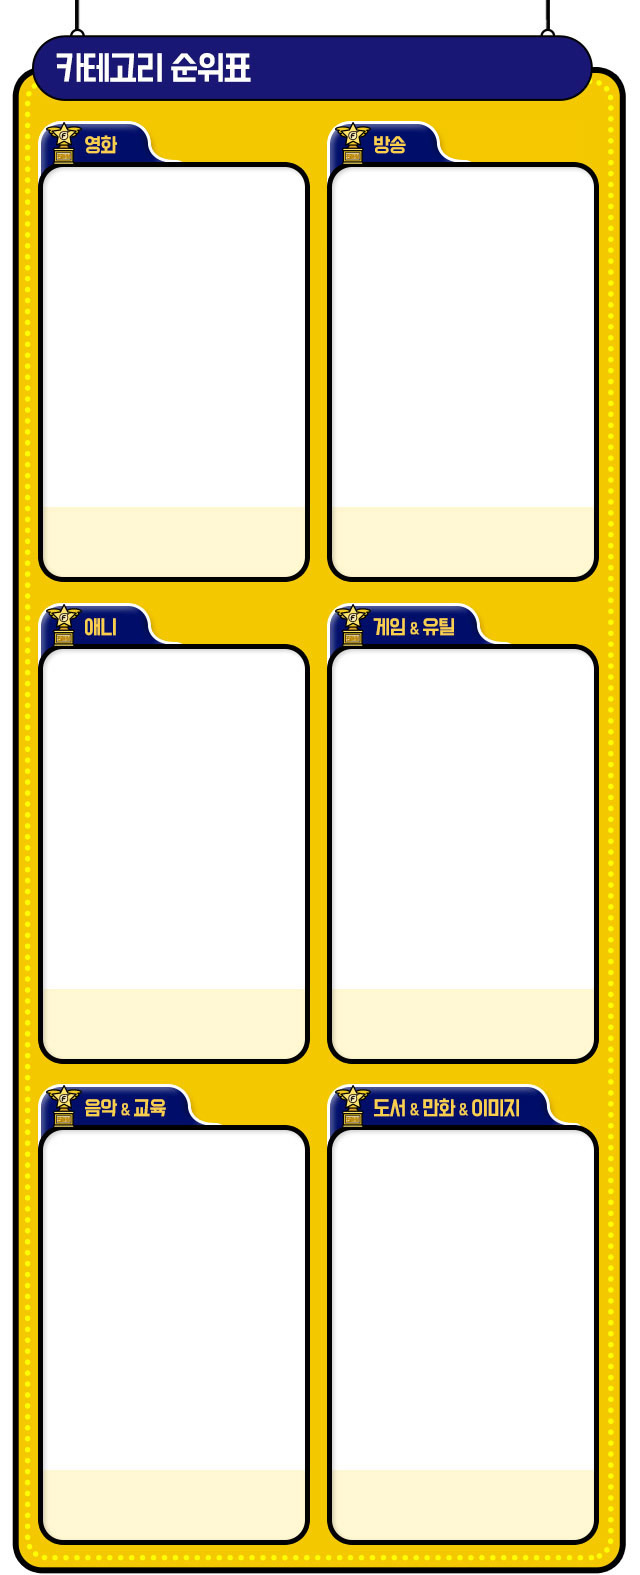 카테고리 순위표
영화
방송
애니
게임 & 유틸
음악 & 교육
도서 & 만화 & 이미지